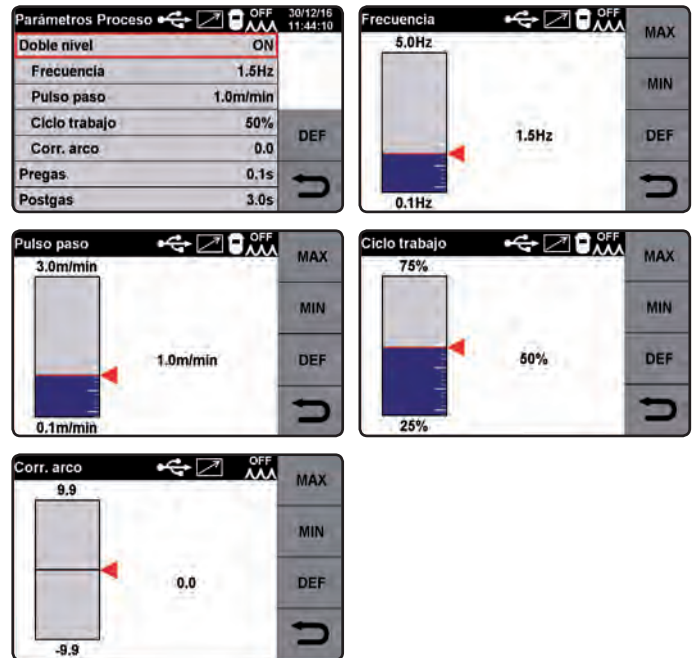 Parámetros Proceso OFF 30/12/16 11:44:10
Doble nivel ON
Frecuencia 1.5Hz
Pulso paso 1.0m/min
Ciclo trabajo 50%
DEF
Corr. arco 0.0
Pregas 0.1s
Postgas 3.0s
Frecuencia OFF
MAX
5.0Hz
MIN
1.5Hz
DEF
0.1Hz
Pulso paso OFF
MAX
3.0m/min
MIN
1.0m/min
DEF
0.1m/min
Ciclo trabajo OFF
MAX
75%
MIN
50%
DEF
25%
Corr. arco OFF
MAX
9.9
MIN
0.0
DEF
-9.9